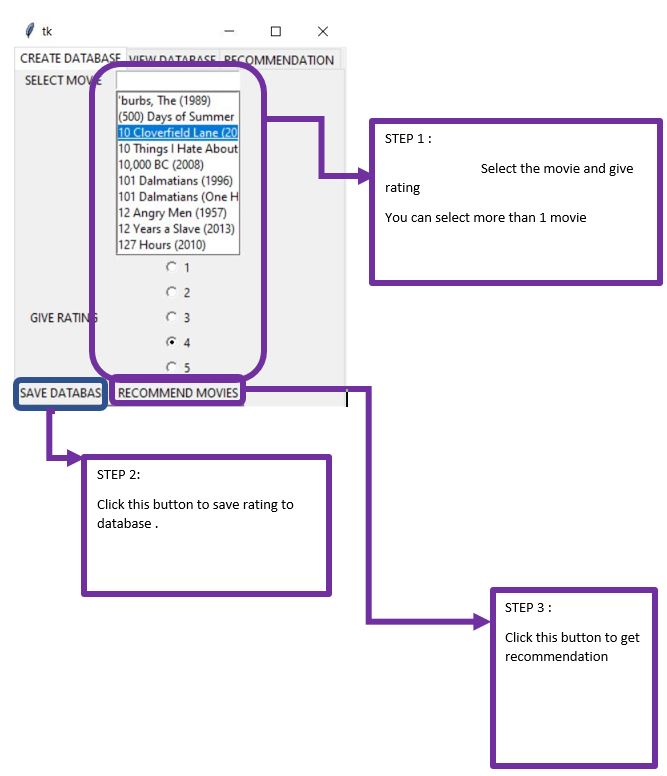 tk
CREATE DATABASE VIEW DATABASE RECOMMENDATION
SELECT MOVIE
'burbs, The (1989)
(500) Days of Summer
10 Cloverfield Lane (20
10 Things I Hate About
10,000 BC (2008)
101 Dalmatians (1996)
101 Dalmatians (One H
12 Angry Men (1957)
12 Years a Slave (2013)
127 Hours (2010)
1
2
GIVE RATING 3
4
5
SAVE DATABAS RECOMMEND MOVIES
STEP 1 :
Select the movie and give
rating
You can select more than 1 movie
STEP 2:
Click this button to save rating to
database .
STEP 3 :
Click this button to get
recommendation